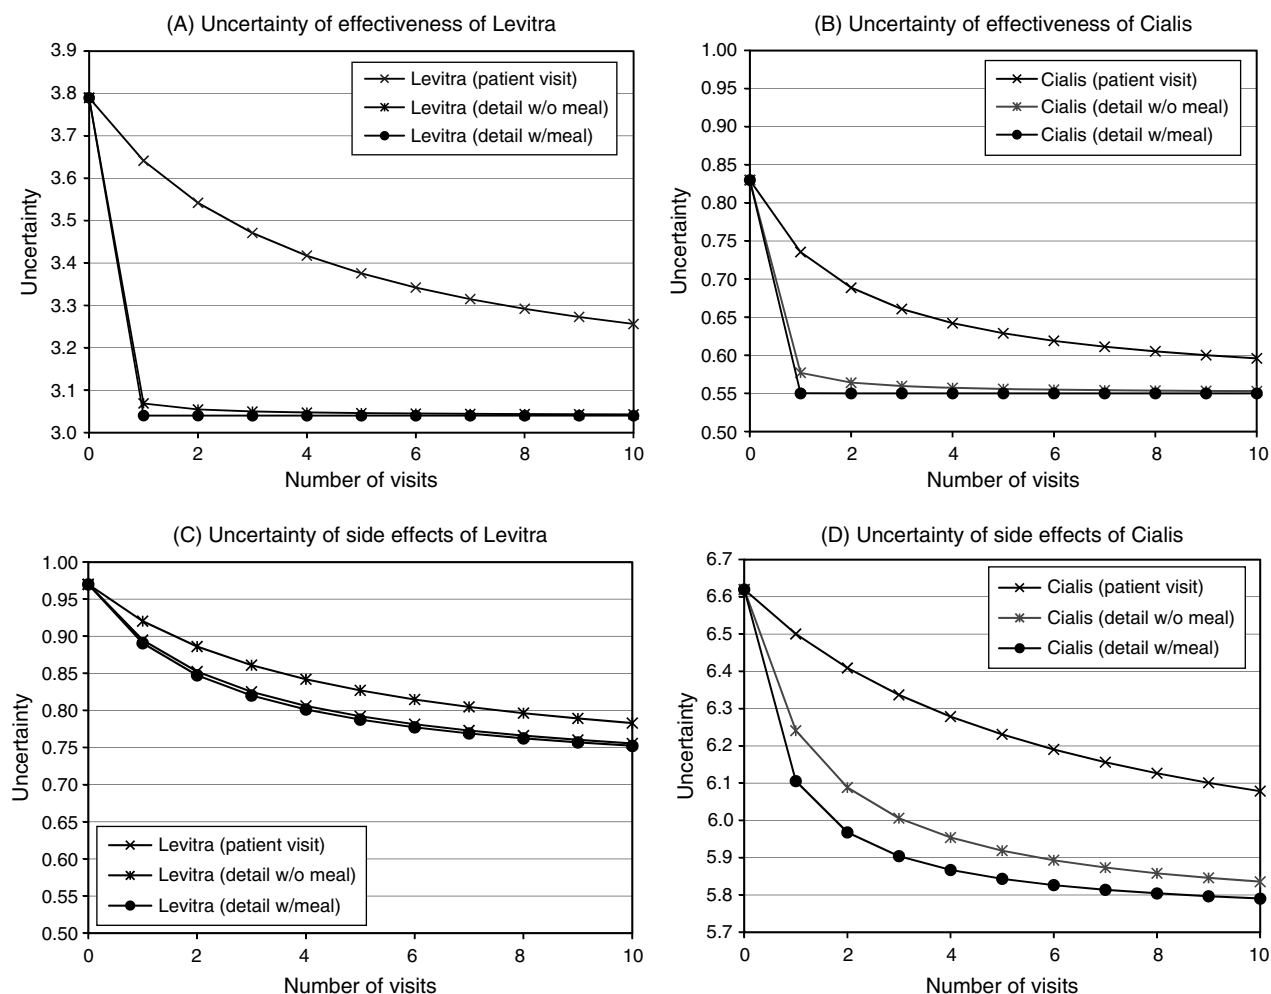 (A) Uncertainty of effectiveness of Levitra
3.9
3.8
3.7
3.6
3.5
3.4
3.3
3.2
3.1
3.0
Uncertainty
Levitra (patient visit)
Levitra (detail w/o meal)
Levitra (detail w/meal)
0 2 4 6 8 10
Number of visits
(B) Uncertainty of effectiveness of Cialis
1.00
0.95
0.90
0.85
0.80
0.75
0.70
0.65
0.60
0.55
0.50
Uncertainty
Cialis (patient visit)
Cialis (detail w/o meal)
Cialis (detail w/meal)
0 2 4 6 8 10
Number of visits
(C) Uncertainty of side effects of Levitra
1.00
0.95
0.90
0.85
0.80
0.75
0.70
0.65
0.60
0.55
0.50
Uncertainty
Levitra (patient visit)
Levitra (detail w/o meal)
Levitra (detail w/meal)
0 2 4 6 8 10
Number of visits
(D) Uncertainty of side effects of Cialis
6.7
6.6
6.5
6.4
6.3
6.2
6.1
6.0
5.9
5.8
5.7
Uncertainty
Cialis (patient visit)
Cialis (detail w/o meal)
Cialis (detail w/meal)
0 2 4 6 8 10
Number of visits